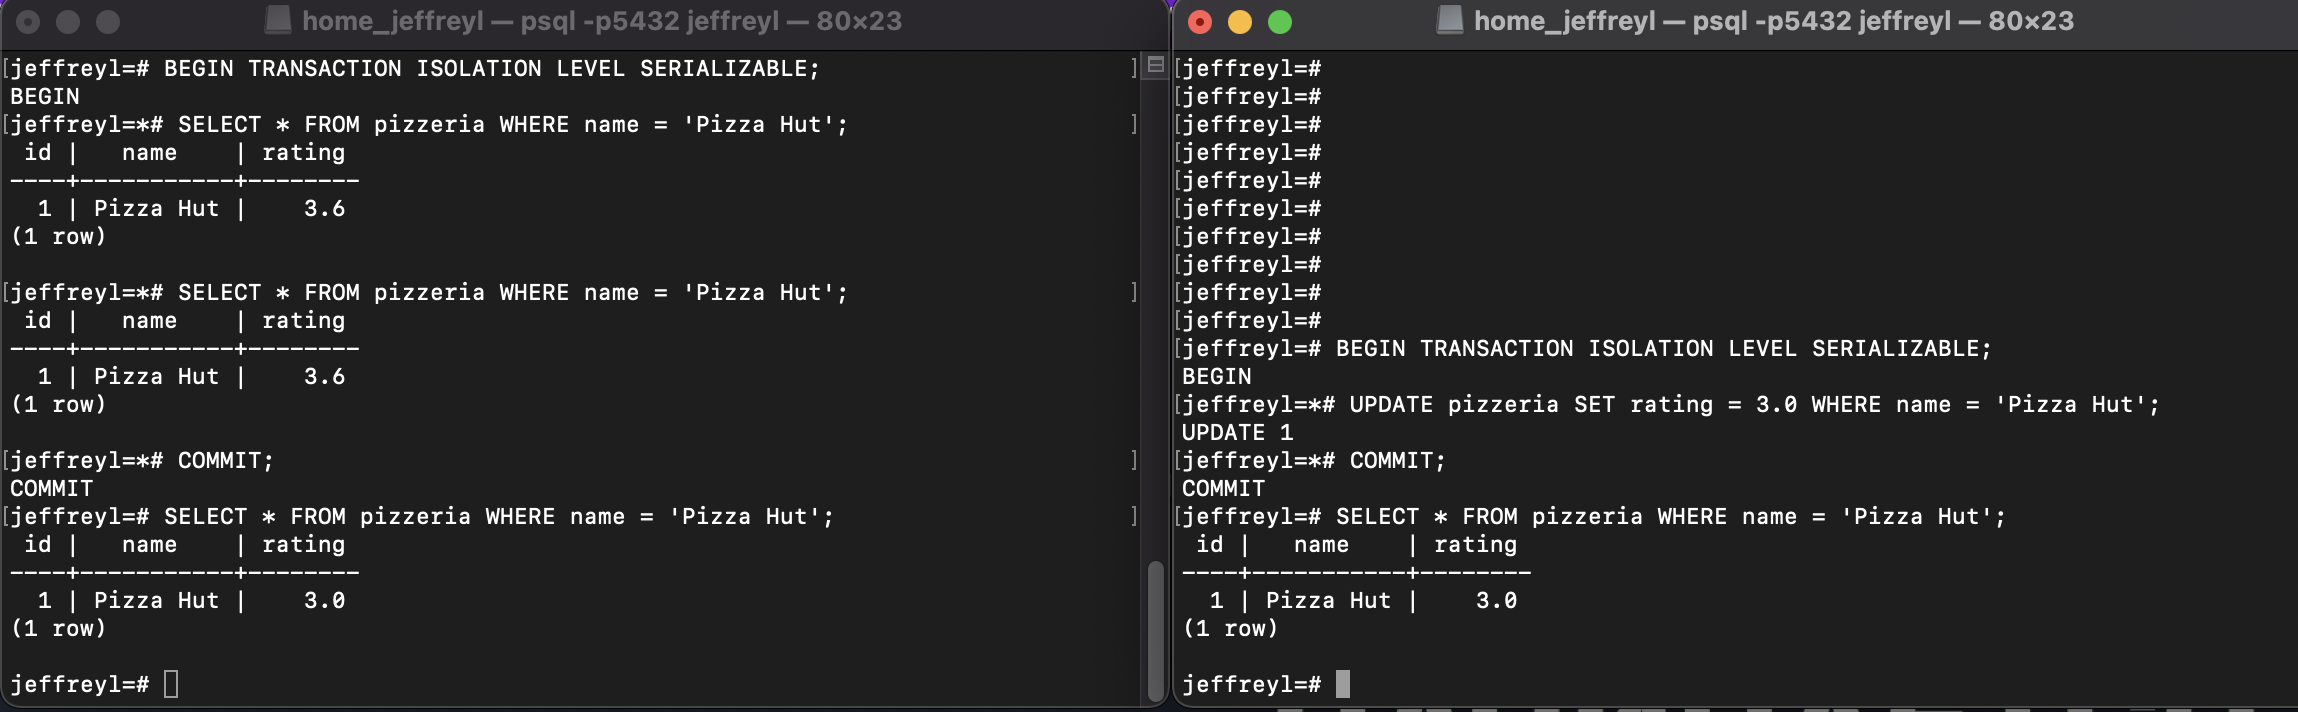 home_jeffreyl — psql -p5432 jeffreyl — 80×23
[jeffreyl=# BEGIN TRANSACTION ISOLATION LEVEL SERIALIZABLE; ]
BEGIN
[jeffreyl=*# SELECT * FROM pizzeria WHERE name = 'Pizza Hut'; ]
 id |   name    | rating
----+-----------+--------
  1 | Pizza Hut |    3.6
(1 row)
[jeffreyl=*# SELECT * FROM pizzeria WHERE name = 'Pizza Hut'; ]
 id |   name    | rating
----+-----------+--------
  1 | Pizza Hut |    3.6
(1 row)
[jeffreyl=*# COMMIT; ]
COMMIT
[jeffreyl=# SELECT * FROM pizzeria WHERE name = 'Pizza Hut'; ]
 id |   name    | rating
----+-----------+--------
  1 | Pizza Hut |    3.0
(1 row)
jeffreyl=#
home_jeffreyl — psql -p5432 jeffreyl — 80×23
[jeffreyl=#
[jeffreyl=#
[jeffreyl=#
[jeffreyl=#
[jeffreyl=#
[jeffreyl=#
[jeffreyl=#
[jeffreyl=#
[jeffreyl=#
[jeffreyl=#
[jeffreyl=# BEGIN TRANSACTION ISOLATION LEVEL SERIALIZABLE;
BEGIN
[jeffreyl=*# UPDATE pizzeria SET rating = 3.0 WHERE name = 'Pizza Hut';
UPDATE 1
[jeffreyl=*# COMMIT;
COMMIT
[jeffreyl=# SELECT * FROM pizzeria WHERE name = 'Pizza Hut';
 id |   name    | rating
----+-----------+--------
  1 | Pizza Hut |    3.0
(1 row)
jeffreyl=#